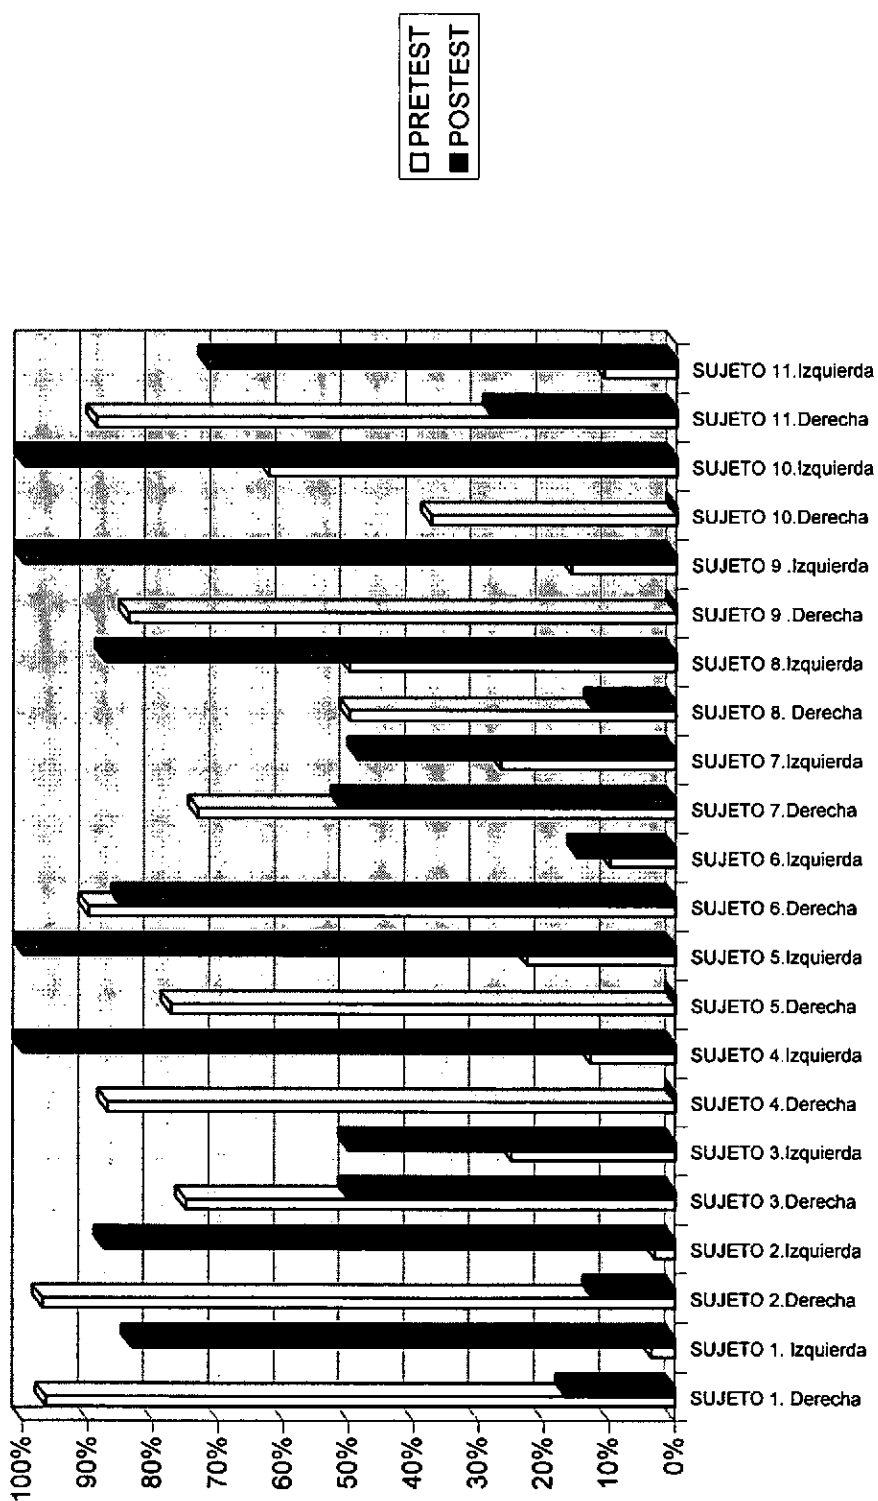 □ PRETEST
■ POSTEST
100%
90%
80%
70%
60%
50%
40%
30%
20%
10%
0%
SUJETO 1. Derecha
SUJETO 1. Izquierda
SUJETO 2.Derecha
SUJETO 2.Izquierda
SUJETO 3.Derecha
SUJETO 3.Izquierda
SUJETO 4.Derecha
SUJETO 4.Izquierda
SUJETO 5.Derecha
SUJETO 5.Izquierda
SUJETO 6.Derecha
SUJETO 6.Izquierda
SUJETO 7.Derecha
SUJETO 7.Izquierda
SUJETO 8. Derecha
SUJETO 8.Izquierda
SUJETO 9 .Derecha
SUJETO 9 .Izquierda
SUJETO 10.Derecha
SUJETO 10.Izquierda
SUJETO 11.Derecha
SUJETO 11.Izquierda